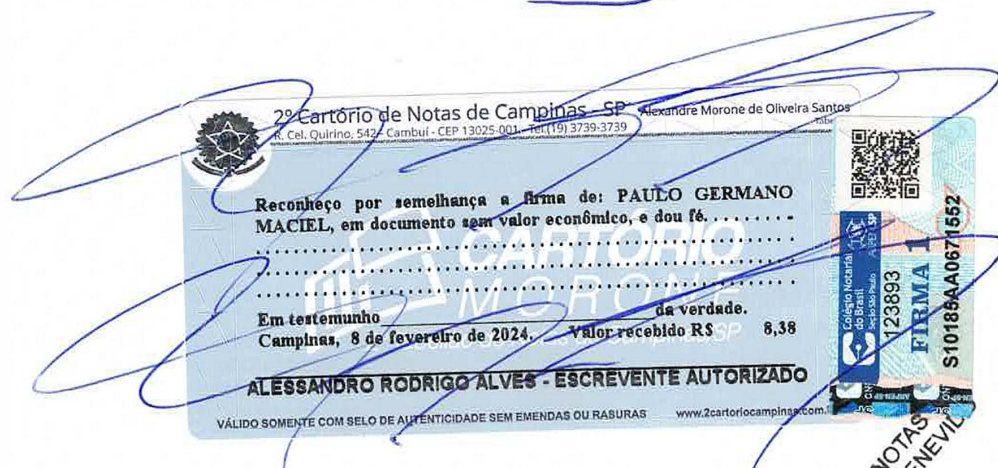 2º Cartório de Notas de Campinas - SP
Alexandre Morone de Oliveira Santos
R. Cel. Quirino, 542 - Cambuí - CEP 13025-001 - Tel.(19) 3739-3739
Reconheço por semelhança a firma de: PAULO GERMANO
MACIEL, em documento sem valor econômico, e dou fé.
CARTÓRIO
MORONE
Em testemunho ____________ da verdade.
Campinas, 8 de fevereiro de 2024. Valor recebido R$ 8,38
ALESSANDRO RODRIGO ALVES - ESCREVENTE AUTORIZADO
VÁLIDO SOMENTE COM SELO DE AUTENTICIDADE SEM EMENDAS OU RASURAS
www.2cartoriocampinas.com.
Colégio Notarial
do Brasil
Seção São Paulo
123893
FIRMA 1
S10188AA0671552
NOTAS